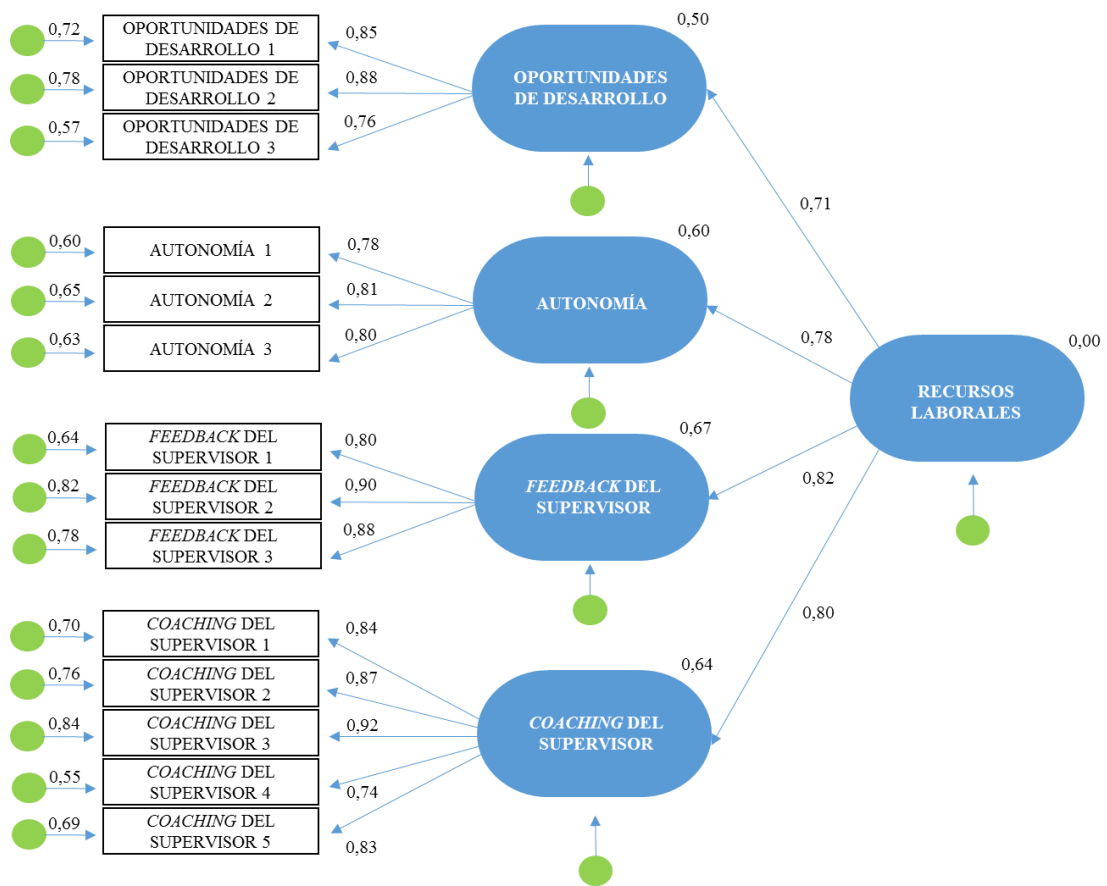 0,72
OPORTUNIDADES DE
DESARROLLO 1
0,85
0,78
OPORTUNIDADES DE
DESARROLLO 2
0,88
0,57
OPORTUNIDADES DE
DESARROLLO 3
0,76
OPORTUNIDADES
DE DESARROLLO
0,50
0,71
0,60
AUTONOMÍA 1
0,78
0,65
AUTONOMÍA 2
0,81
0,63
AUTONOMÍA 3
0,80
AUTONOMÍA
0,60
0,78
0,64
FEEDBACK DEL
SUPERVISOR 1
0,80
0,82
FEEDBACK DEL
SUPERVISOR 2
0,90
0,78
FEEDBACK DEL
SUPERVISOR 3
0,88
FEEDBACK DEL
SUPERVISOR
0,67
0,82
0,70
COACHING DEL
SUPERVISOR 1
0,84
0,76
COACHING DEL
SUPERVISOR 2
0,87
0,84
COACHING DEL
SUPERVISOR 3
0,92
0,55
COACHING DEL
SUPERVISOR 4
0,74
0,69
COACHING DEL
SUPERVISOR 5
0,83
COACHING DEL
SUPERVISOR
0,64
0,80
RECURSOS
LABORALES
0,00